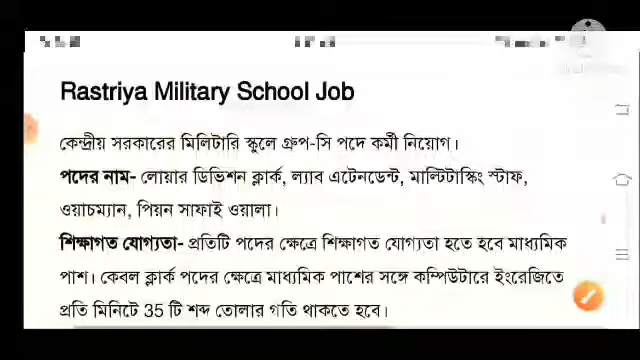 Rastriya Military School Job
কেন্দ্রীয় সরকারের মিলিটারি স্কুলে গ্রুপ-সি পদে কর্মী নিয়োগ।
পদের নাম- লোয়ার ডিভিশন ক্লার্ক, ল্যাব এটেনডেন্ট, মাল্টিটাস্কিং স্টাফ,
ওয়াচম্যান, পিয়ন সাফাই ওয়ালা।
শিক্ষাগত যোগ্যতা- প্রতিটি পদের ক্ষেত্রে শিক্ষাগত যোগ্যতা হতে হবে মাধ্যমিক
পাশ। কেবল ক্লার্ক পদের ক্ষেত্রে মাধ্যমিক পাশের সঙ্গে কম্পিউটারে ইংরেজিতে
প্রতি মিনিটে 35 টি শব্দ তোলার গতি থাকতে হবে।